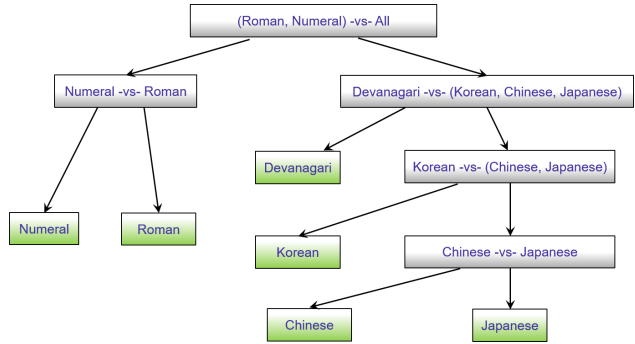 (Roman, Numeral) -vs- All
Numeral -vs- Roman
Devanagari -vs- (Korean, Chinese, Japanese)
Devanagari
Korean -vs- (Chinese, Japanese)
Numeral
Roman
Korean
Chinese -vs- Japanese
Chinese
Japanese